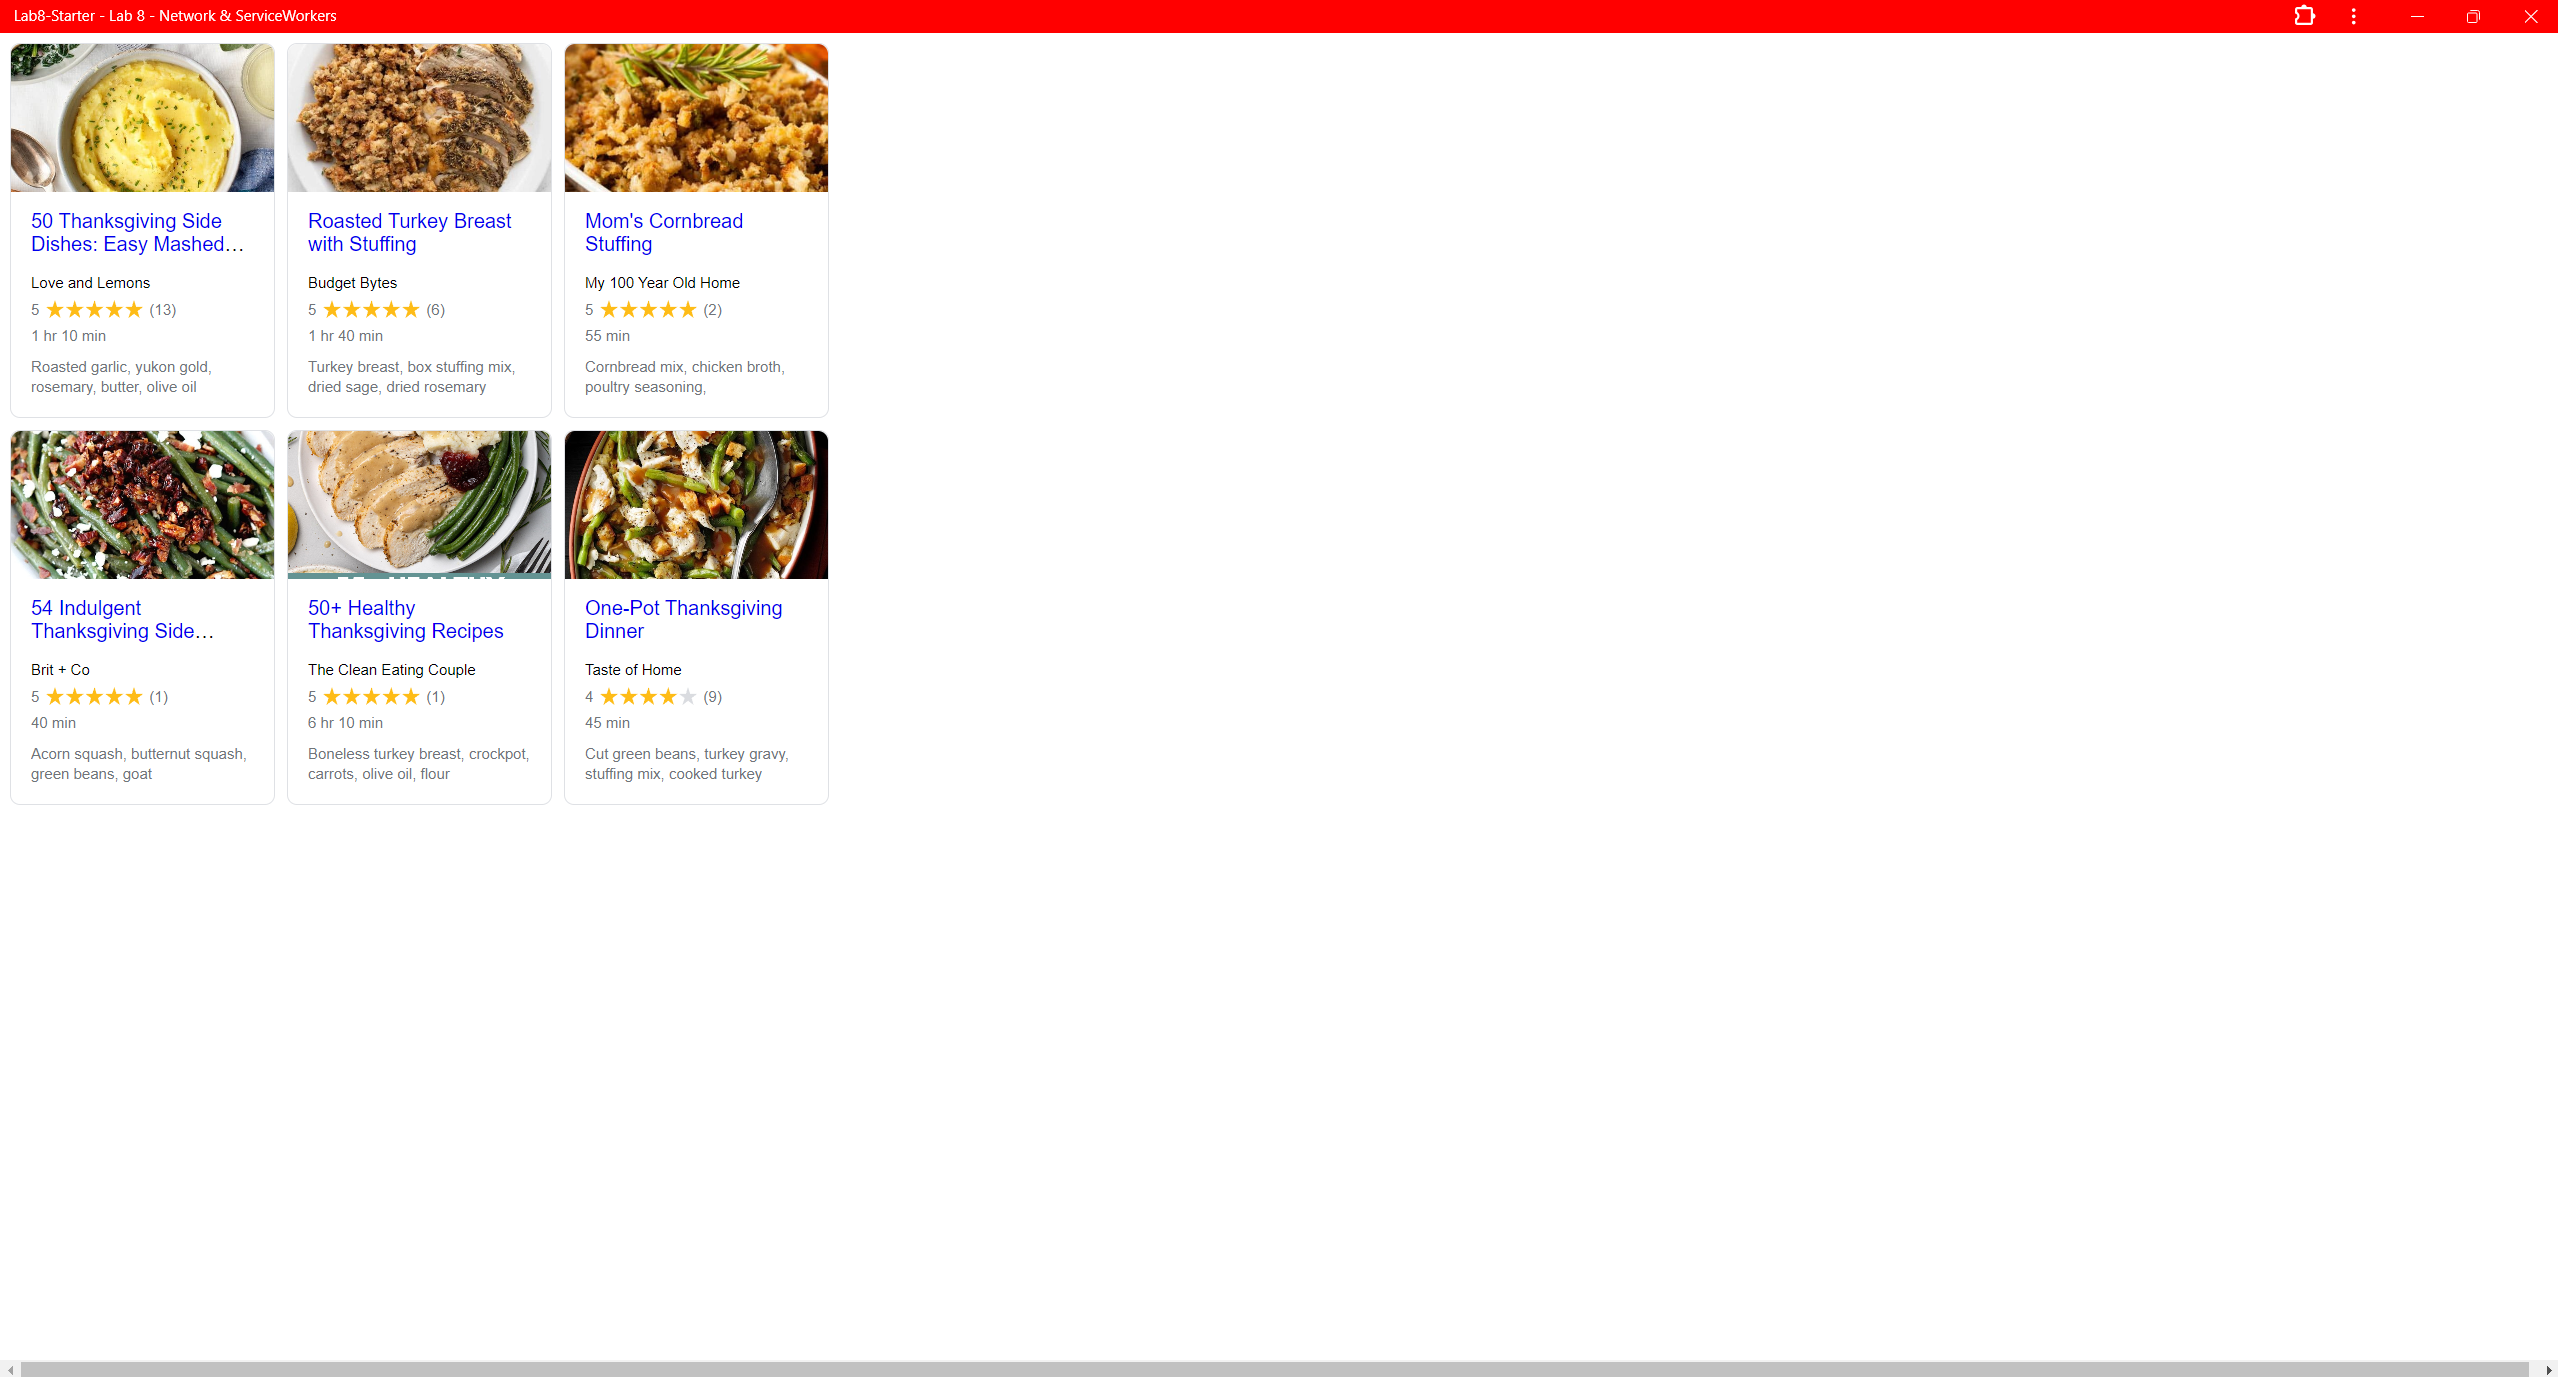 Lab8-Starter - Lab 8 - Network & ServiceWorkers
50 Thanksgiving Side
Dishes: Easy Mashed…
Love and Lemons
5 ★★★★★ (13)
1 hr 10 min
Roasted garlic, yukon gold,
rosemary, butter, olive oil
Roasted Turkey Breast
with Stuffing
Budget Bytes
5 ★★★★★ (6)
1 hr 40 min
Turkey breast, box stuffing mix,
dried sage, dried rosemary
Mom's Cornbread
Stuffing
My 100 Year Old Home
5 ★★★★★ (2)
55 min
Cornbread mix, chicken broth,
poultry seasoning,
54 Indulgent
Thanksgiving Side…
Brit + Co
5 ★★★★★ (1)
40 min
Acorn squash, butternut squash,
green beans, goat
50+ Healthy
Thanksgiving Recipes
The Clean Eating Couple
5 ★★★★★ (1)
6 hr 10 min
Boneless turkey breast, crockpot,
carrots, olive oil, flour
One-Pot Thanksgiving
Dinner
Taste of Home
4 ★★★★★ (9)
45 min
Cut green beans, turkey gravy,
stuffing mix, cooked turkey